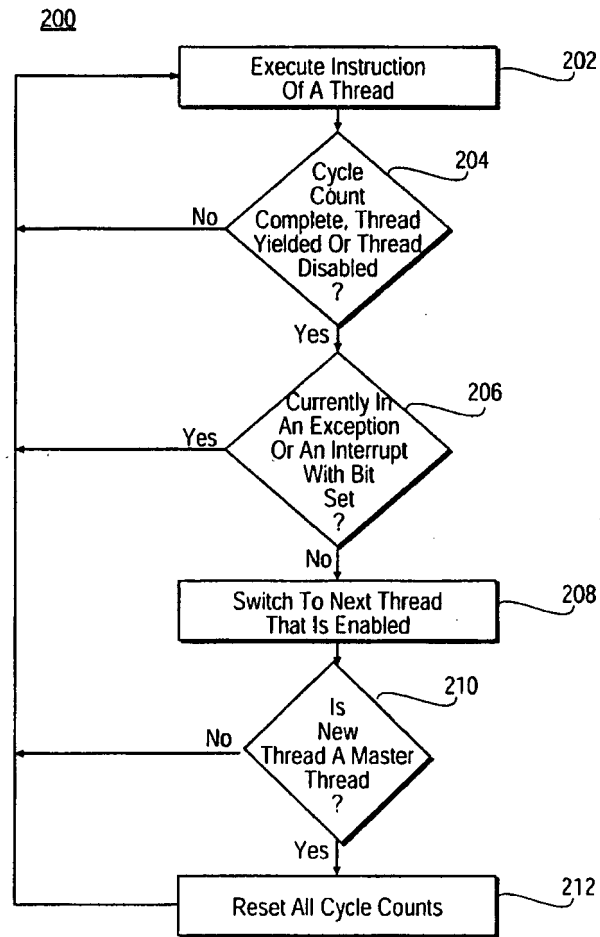 200
Execute Instruction
Of A Thread
202
Cycle
Count
Complete, Thread
Yielded Or Thread
Disabled
?
204
No
Yes
Currently In
An Exception
Or An Interrupt
With Bit
Set
?
206
Yes
No
Switch To Next Thread
That Is Enabled
208
Is
New
Thread A Master
Thread
?
210
No
Yes
Reset All Cycle Counts
212